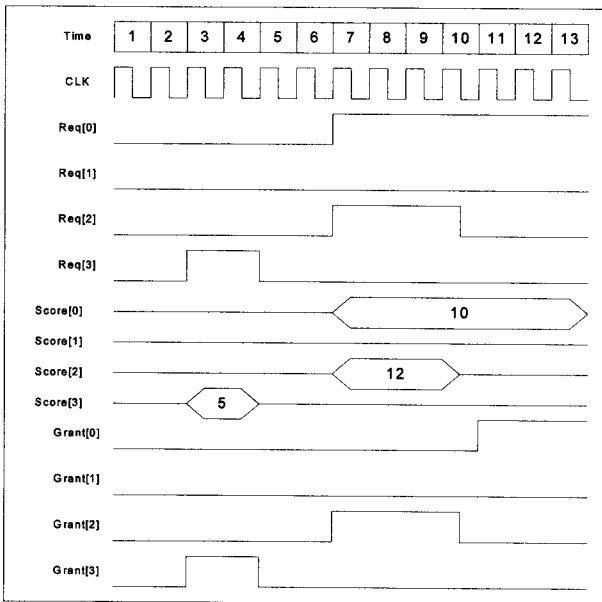 Time 1 2 3 4 5 6 7 8 9 10 11 12 13
CLK
Req[0]
Req[1]
Req[2]
Req[3]
Score[0] 10
Score[1]
Score[2] 12
Score[3] 5
Grant[0]
Grant[1]
Grant[2]
Grant[3]